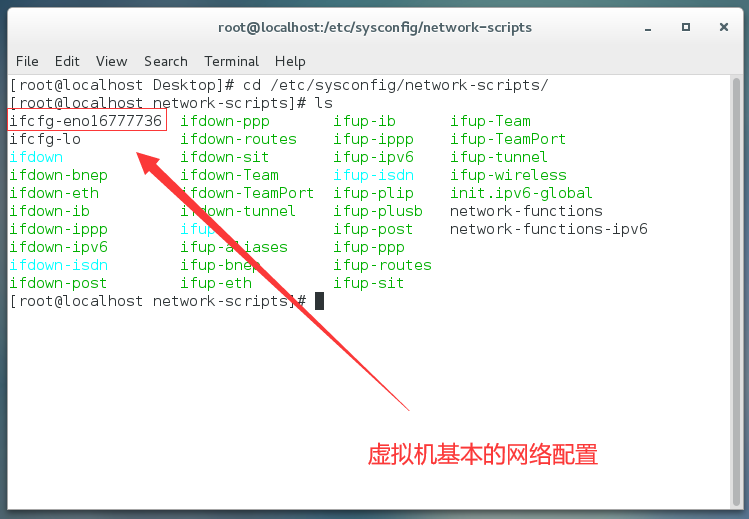 root@localhost:/etc/sysconfig/network-scripts
File Edit View Search Terminal Help
[root@localhost Desktop]# cd /etc/sysconfig/network-scripts/
[root@localhost network-scripts]# ls
ifcfg-eno16777736 ifdown-ppp ifup-ib ifup-Team
ifcfg-lo ifdown-routes ifup-ippp ifup-TeamPort
ifdown ifdown-sit ifup-ipv6 ifup-tunnel
ifdown-bnep ifdown-Team ifup-isdn ifup-wireless
ifdown-eth ifdown-TeamPort ifup-plip init.ipv6-global
ifdown-ib ifdown-tunnel ifup-plusb network-functions
ifdown-ippp ifup ifup-post network-functions-ipv6
ifdown-ipv6 ifup-aliases ifup-ppp
ifdown-isdn ifup-bnep ifup-routes
ifdown-post ifup-eth ifup-sit
[root@localhost network-scripts]#
虚拟机基本的网络配置